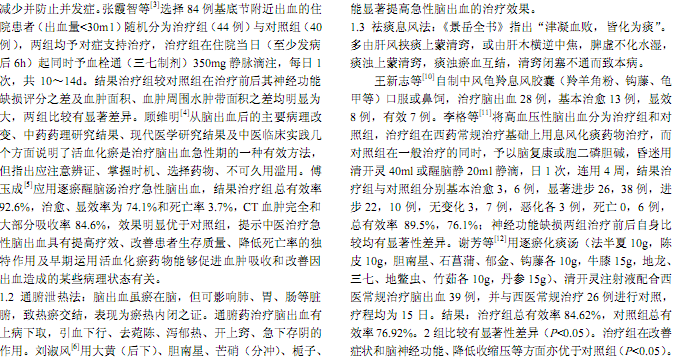 减少并防止并发症。张霞智等[3]选择 84 例基底节附近出血的住
院患者（出血量<30ml）随机分为治疗组(44 例）与对照组(40
例），两组均予对症支持治疗，治疗组在住院当日（至少发病
后 6h）起同时予血栓通（三七制剂）350mg 静脉滴注，每日 1
次，共 10～14d。结果治疗组较对照组在治疗前后其神经功能
缺损评分之差及血肿面积、血肿周围水肿带面积之差均明显为
大，两组比较有显著差异。顾维明[4]从脑出血后的主要病理改
变、中药药理研究结果、现代医学研究结果及中医临床实践几
个方面说明了活血化瘀是治疗脑出血急性期的一种有效方法，
但指出应注意辨证、掌握时机、选择药物、不可久用滥用。傅
玉成[5]应用逐瘀醒脑汤治疗急性脑出血，结果治疗组总有效率
92.6%，治愈、显效率为 74.1%和死亡率 3.7%，CT 血肿完全和
大部分吸收率 84.6%，效果明显优于对照组，提示中医治疗急
性脑出血具有提高疗效、改善患者生存质量、降低死亡率的独
特作用及早期运用活血化瘀药物能够促进血肿吸收和改善因
出血造成的某些病理状态有关。
1.2 通腑泄热法：脑出血虽瘀在脑，但可影响肺、胃、肠等脏
腑，致热瘀交结，表现为瘀热内闭之证。通腑药治疗脑出血有
上病下取，引血下行、去菀陈、泻郁热、开上窍、急下存阴的
作用。刘淑风[6]用大黄（后下）、胆南星、芒硝（分冲）、栀子、
能显著提高急性脑出血的治疗效果。
1.3 祛痰息风法：《景岳全书》指出“津凝血败，皆化为痰”。
多由肝风挟痰上蒙清窍，或由肝木横逆中焦，脾虚不化水湿，
痰浊上蒙清窍，痰浊瘀血互结，清窍闭塞不通而致本病。
王新志等[10]自制中风龟羚息风胶囊（羚羊角粉、钩藤、龟
甲等）口服或鼻饲，治疗脑出血 28 例，基本治愈 13 例，显效
8 例，有效 7 例。李格等[11]将高血压性脑出血分为治疗组和对
照组，治疗组在西药常规治疗基础上用息风化痰药物治疗，而
对照组在一般治疗的同时，予以脑复康或胞二磷胆碱，昏迷用
清开灵 40ml 或醒脑静 20ml 静滴，日 1 次，连用 4 周，结果治
疗组与对照组分别基本治愈 3，6 例，显著进步 26，38 例，进
步 22，10 例，无变化 3，7 例，恶化各 3 例，死亡 0，6 例，
总有效率 89.5%，76.1%；神经功能缺损两组治疗前后自身比
较均有显著性差异。谢芳等[12]用逐瘀化痰汤（法半夏 10g，陈
皮 10g，胆南星、石菖蒲、郁金、钩藤各 10g，牛膝 15g，地龙、
三七、地鳖虫、竹茹各 10g，丹参 15g）、清开灵注射液配合西
医常规治疗脑出血 39 例，并与西医常规治疗 26 例进行对照，
疗程均为 15 日。结果：治疗组总有效率 84.62%，对照组总有
效率 76.92%。2 组比较有显著性差异（P<0.05）。治疗组在改善
症状和脑神经功能、降低收缩压等方面亦优于对照组（P<0.05）。